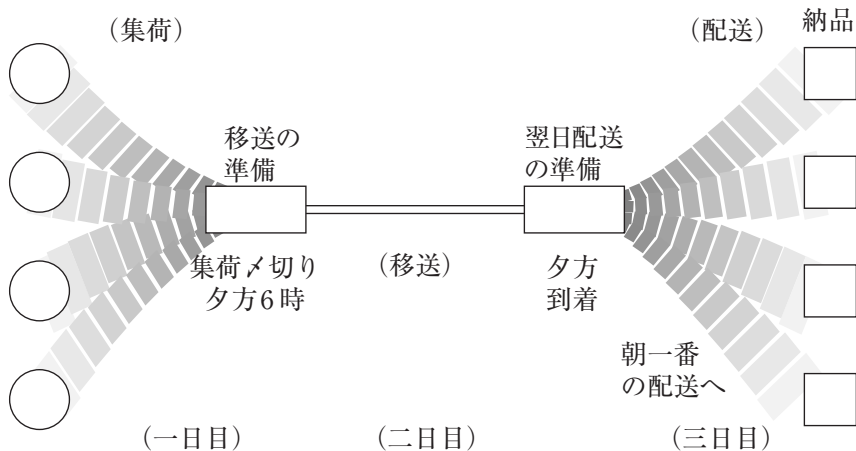 （集荷）
（配送）
納品
移送の
準備
翌日配送
の準備
集荷〆切り
夕方6時
（移送）
夕方
到着
朝一番
の配送へ
（一日目）
（二日目）
（三日目）